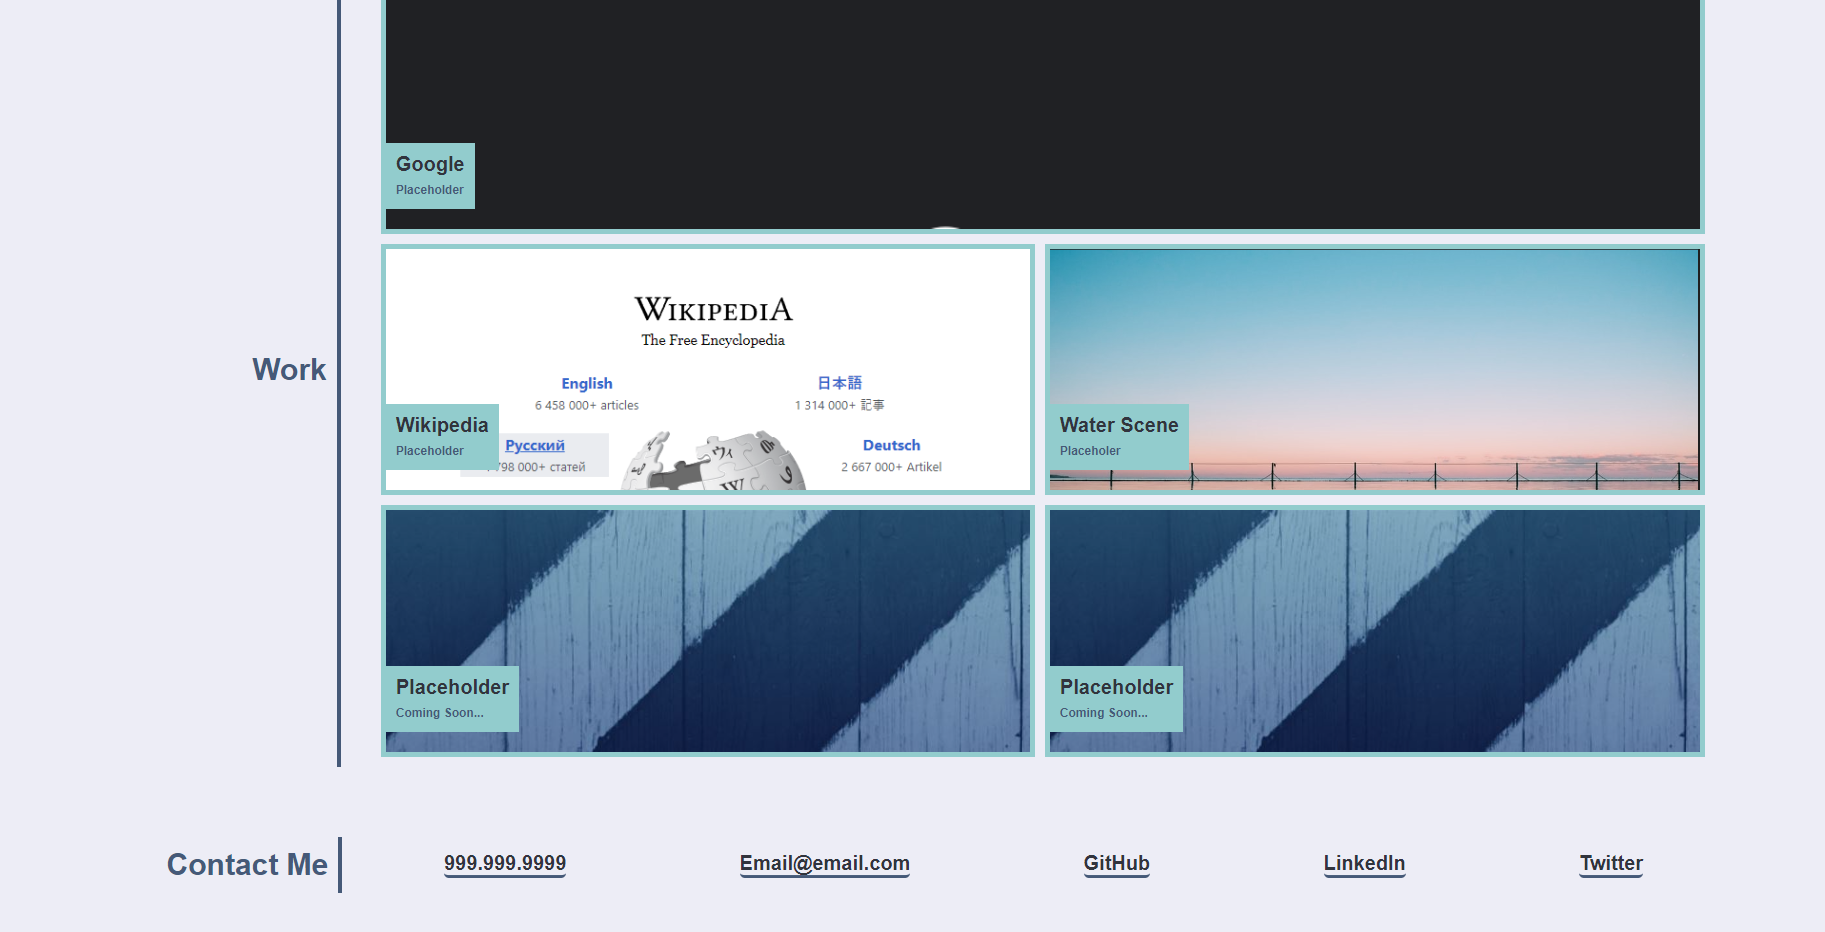 Google
Placeholder
Work
WIKIPEDIA
The Free Encyclopedia
English
6 458 000+ articles
日本語
1 314 000+ 記事
Wikipedia
Placeholder
Русский
798 000+ статей
Deutsch
2 667 000+ Artikel
Water Scene
Placeholer
Placeholder
Coming Soon...
Placeholder
Coming Soon...
Contact Me
999.999.9999
Email@email.com
GitHub
LinkedIn
Twitter